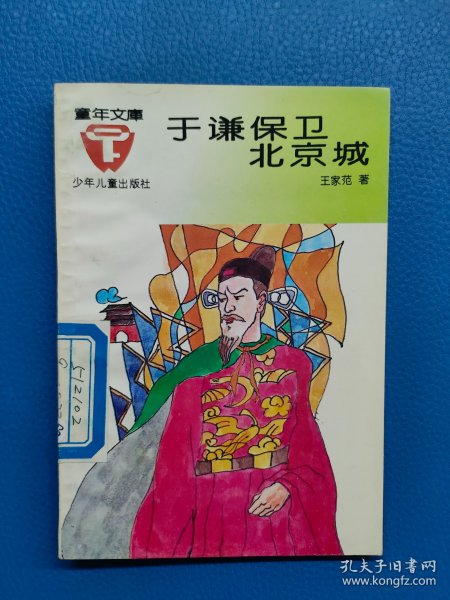 童年文庫
少年儿童出版社
于谦保卫
北京城
王家范 著
孔夫子旧书网
www.kongfz.com